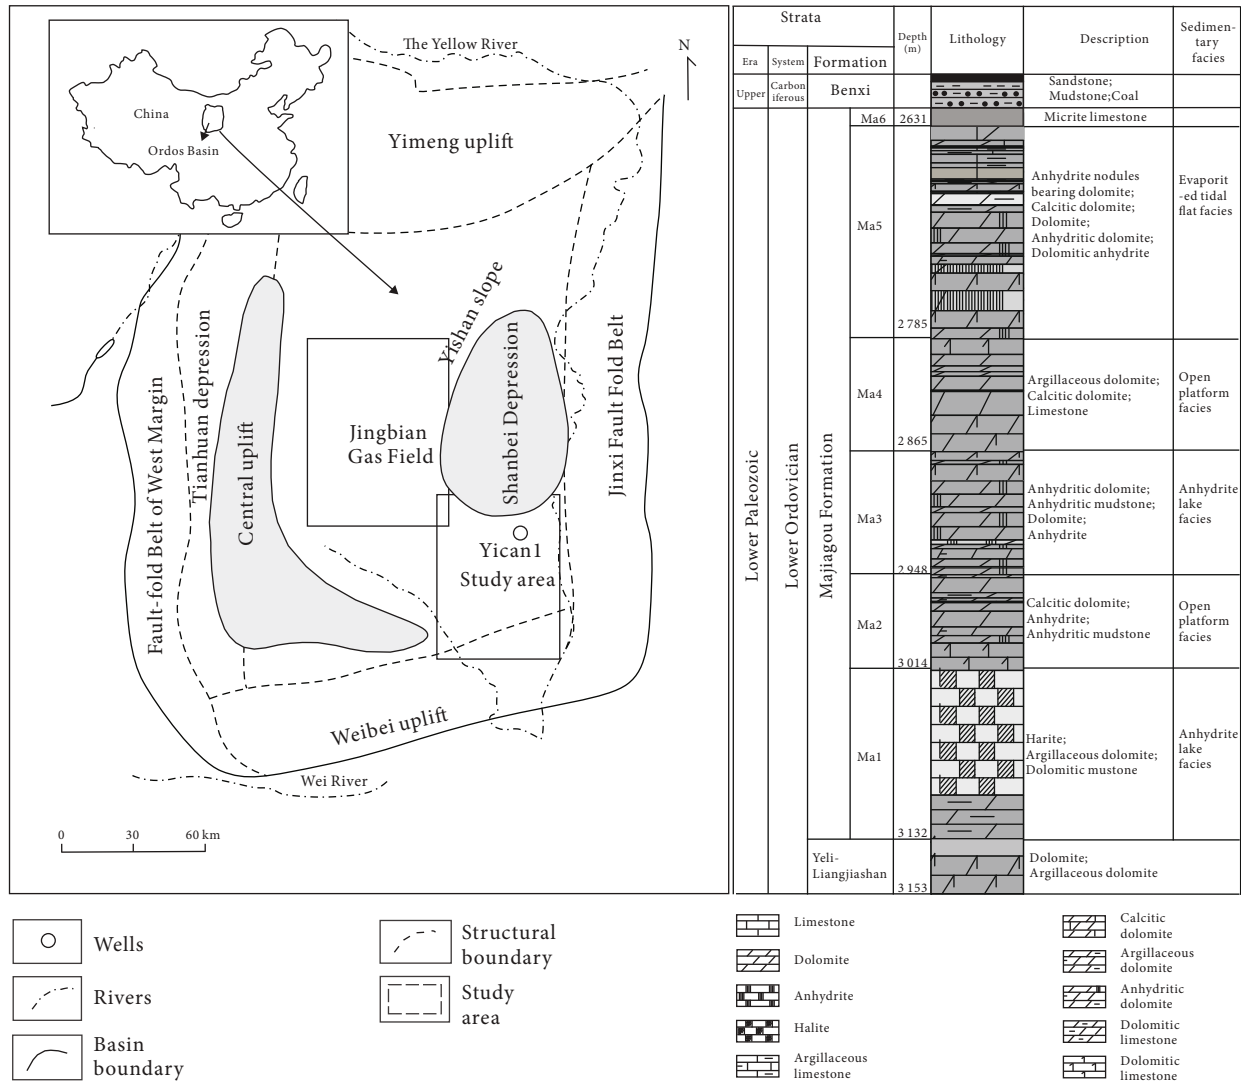 The Yellow River
N
China
Ordos Basin
Yimeng uplift
Yishan slope
Fault-fold Belt of West Margin
Tianhuan depression
Central uplift
Jingbian
Gas Field
Shanbei Depression
Jinxi Fault Fold Belt
Yican1
Study area
Weibei uplift
Wei River
0
30
60 km
Strata
Depth
(m)
Lithology
Description
Sedimen-
tary
facies
Era
System
Formation
Upper
Carbon
iferous
Benxi
Sandstone;
Mudstone;Coal
Ma6
2631
Micrite limestone
Lower Paleozoic
Lower Ordovician
Majiagou Formation
Ma5
2 785
Anhydrite nodules
bearing dolomite;
Calcitic dolomite;
Dolomite;
Anhydritic dolomite;
Dolomitic anhydrite
Evaporit
-ed tidal
flat facies
Ma4
2 865
Argillaceous dolomite;
Calcitic dolomite;
Limestone
Open
platform
facies
Ma3
2 948
Anhydritic dolomite;
Anhydritic mudstone;
Dolomite;
Anhydrite
Anhydrite
lake
facies
Ma2
3 014
Calcitic dolomite;
Anhydrite;
Anhydritic mudstone
Open
platform
facies
Ma1
3 132
Harite;
Argillaceous dolomite;
Dolomitic mustone
Anhydrite
lake
facies
Yeli-
Liangjiashan
3 153
Dolomite;
Argillaceous dolomite
Wells
Rivers
Basin
boundary
Structural
boundary
Study
area
Limestone
Dolomite
Anhydrite
Halite
Argillaceous
limestone
Calcitic
dolomite
Argillaceous
dolomite
Anhydritic
dolomite
Dolomitic
limestone
Dolomitic
limestone